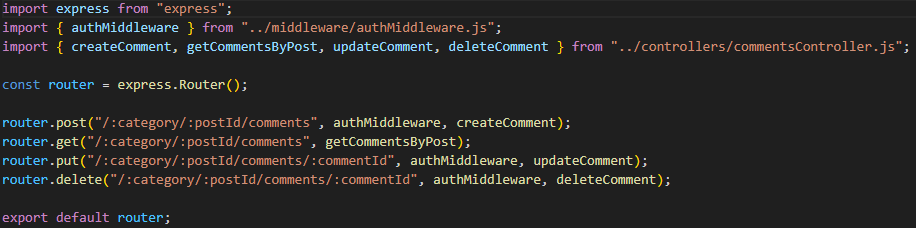 import express from "express";
import { authMiddleware } from "../middleware/authMiddleware.js";
import { createComment, getCommentsByPost, updateComment, deleteComment } from "../controllers/commentsController.js";
const router = express.Router();
router.post("/:category/:postId/comments", authMiddleware, createComment);
router.get("/:category/:postId/comments", getCommentsByPost);
router.put("/:category/:postId/comments/:commentId", authMiddleware, updateComment);
router.delete("/:category/:postId/comments/:commentId", authMiddleware, deleteComment);
export default router;